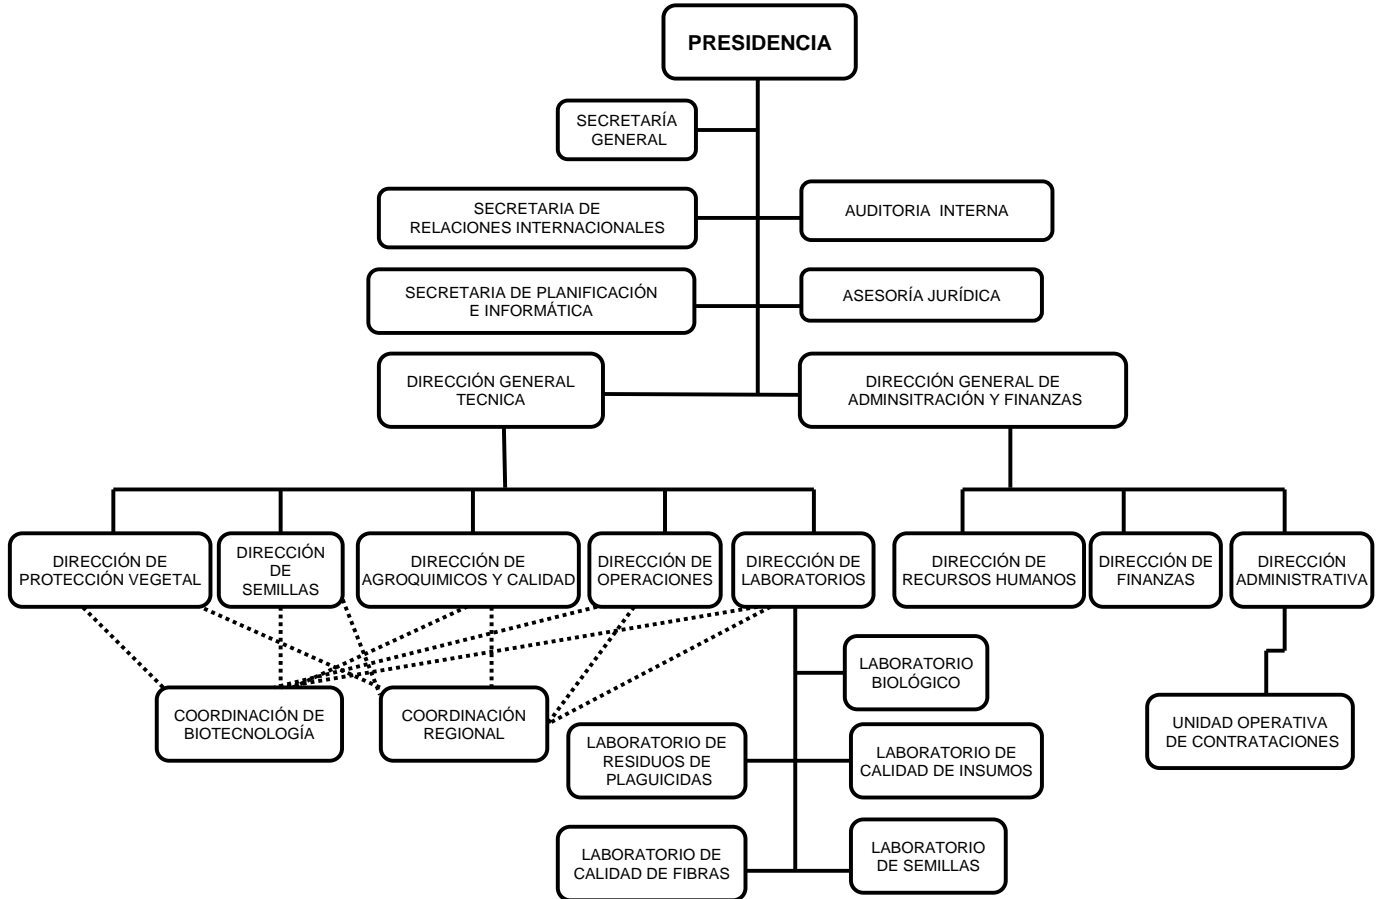 PRESIDENCIA
SECRETARÍA
GENERAL
SECRETARIA DE
RELACIONES INTERNACIONALES
AUDITORIA INTERNA
SECRETARIA DE PLANIFICACIÓN
E INFORMÁTICA
ASESORÍA JURÍDICA
DIRECCIÓN GENERAL
TECNICA
DIRECCIÓN GENERAL DE
ADMINSITRACIÓN Y FINANZAS
DIRECCIÓN DE
PROTECCIÓN VEGETAL
DIRECCIÓN
DE
SEMILLAS
DIRECCIÓN DE
AGROQUIMICOS Y CALIDAD
DIRECCIÓN DE
OPERACIONES
DIRECCIÓN DE
LABORATORIOS
DIRECCIÓN DE
RECURSOS HUMANOS
DIRECCIÓN DE
FINANZAS
DIRECCIÓN
ADMINISTRATIVA
LABORATORIO
BIOLÓGICO
COORDINACIÓN DE
BIOTECNOLOGÍA
COORDINACIÓN
REGIONAL
UNIDAD OPERATIVA
DE CONTRATACIONES
LABORATORIO DE
RESIDUOS DE
PLAGUICIDAS
LABORATORIO DE
CALIDAD DE INSUMOS
LABORATORIO DE
CALIDAD DE FIBRAS
LABORATORIO
DE SEMILLAS